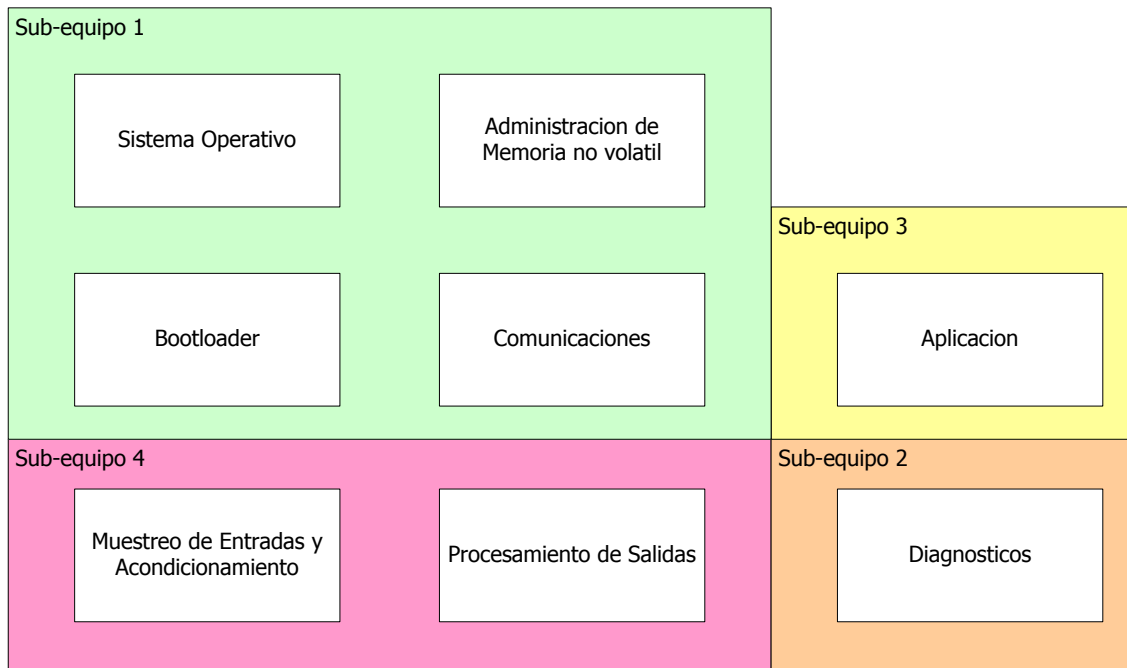 Sub-equipo 1
Sistema Operativo
Administracion de
Memoria no volatil
Bootloader
Comunicaciones
Sub-equipo 3
Aplicacion
Sub-equipo 4
Muestreo de Entradas y
Acondicionamiento
Procesamiento de Salidas
Sub-equipo 2
Diagnosticos